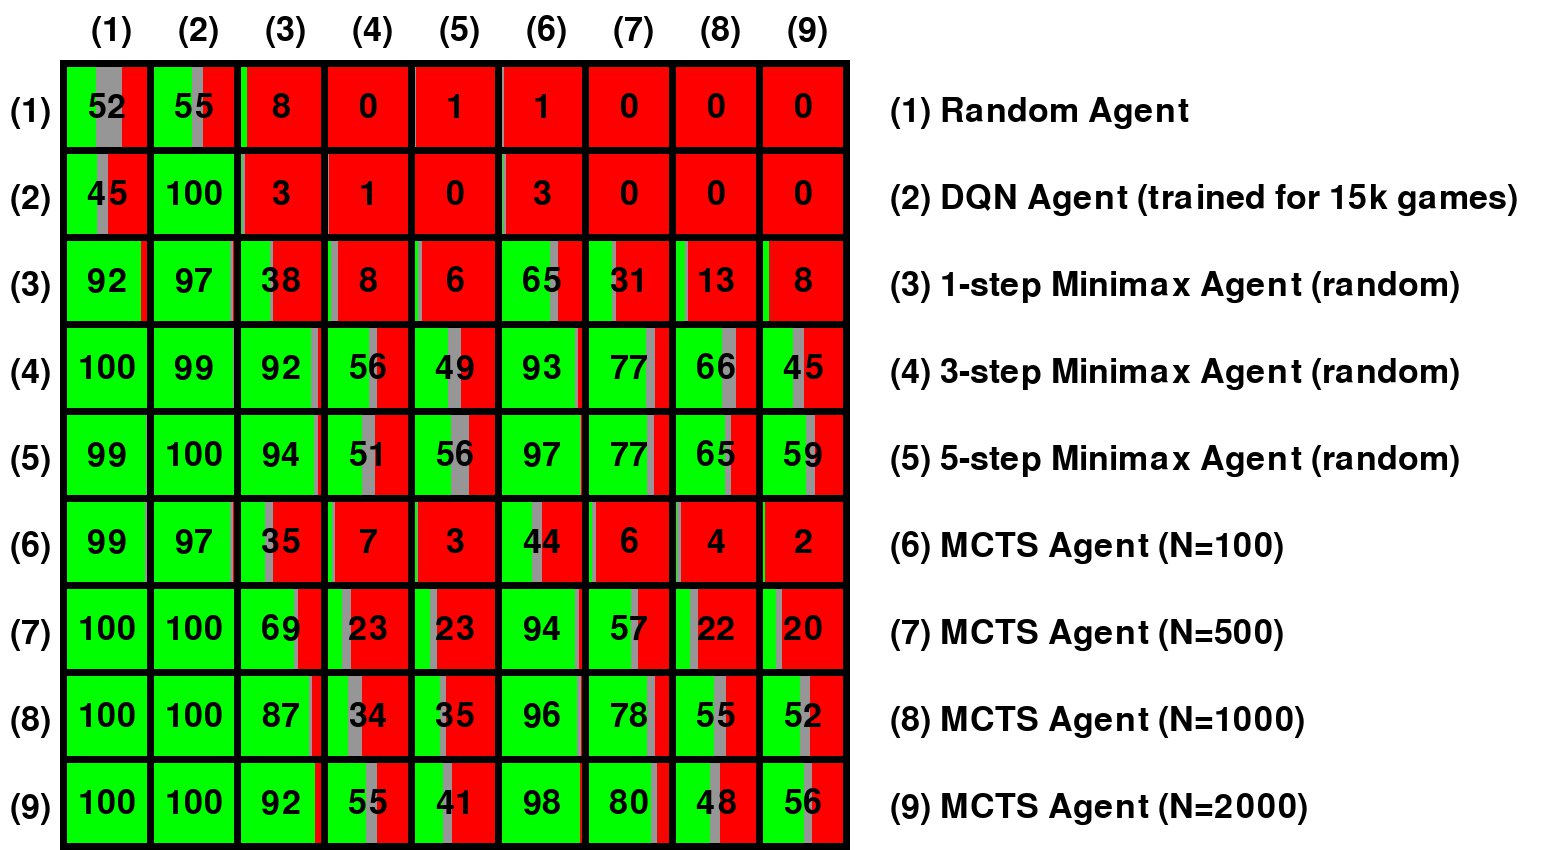 (1) (2) (3) (4) (5) (6) (7) (8) (9)
(1) 52 55 8 0 1 1 0 0 0 (1) Random Agent
(2) 45 100 3 1 0 3 0 0 0 (2) DQN Agent (trained for 15k games)
(3) 92 97 38 8 6 65 31 13 8 (3) 1-step Minimax Agent (random)
(4) 100 99 92 56 49 93 77 66 45 (4) 3-step Minimax Agent (random)
(5) 99 100 94 51 56 97 77 65 59 (5) 5-step Minimax Agent (random)
(6) 99 97 35 7 3 44 6 4 2 (6) MCTS Agent (N=100)
(7) 100 100 69 23 23 94 57 22 20 (7) MCTS Agent (N=500)
(8) 100 100 87 34 35 96 78 55 52 (8) MCTS Agent (N=1000)
(9) 100 100 92 55 41 98 80 48 56 (9) MCTS Agent (N=2000)